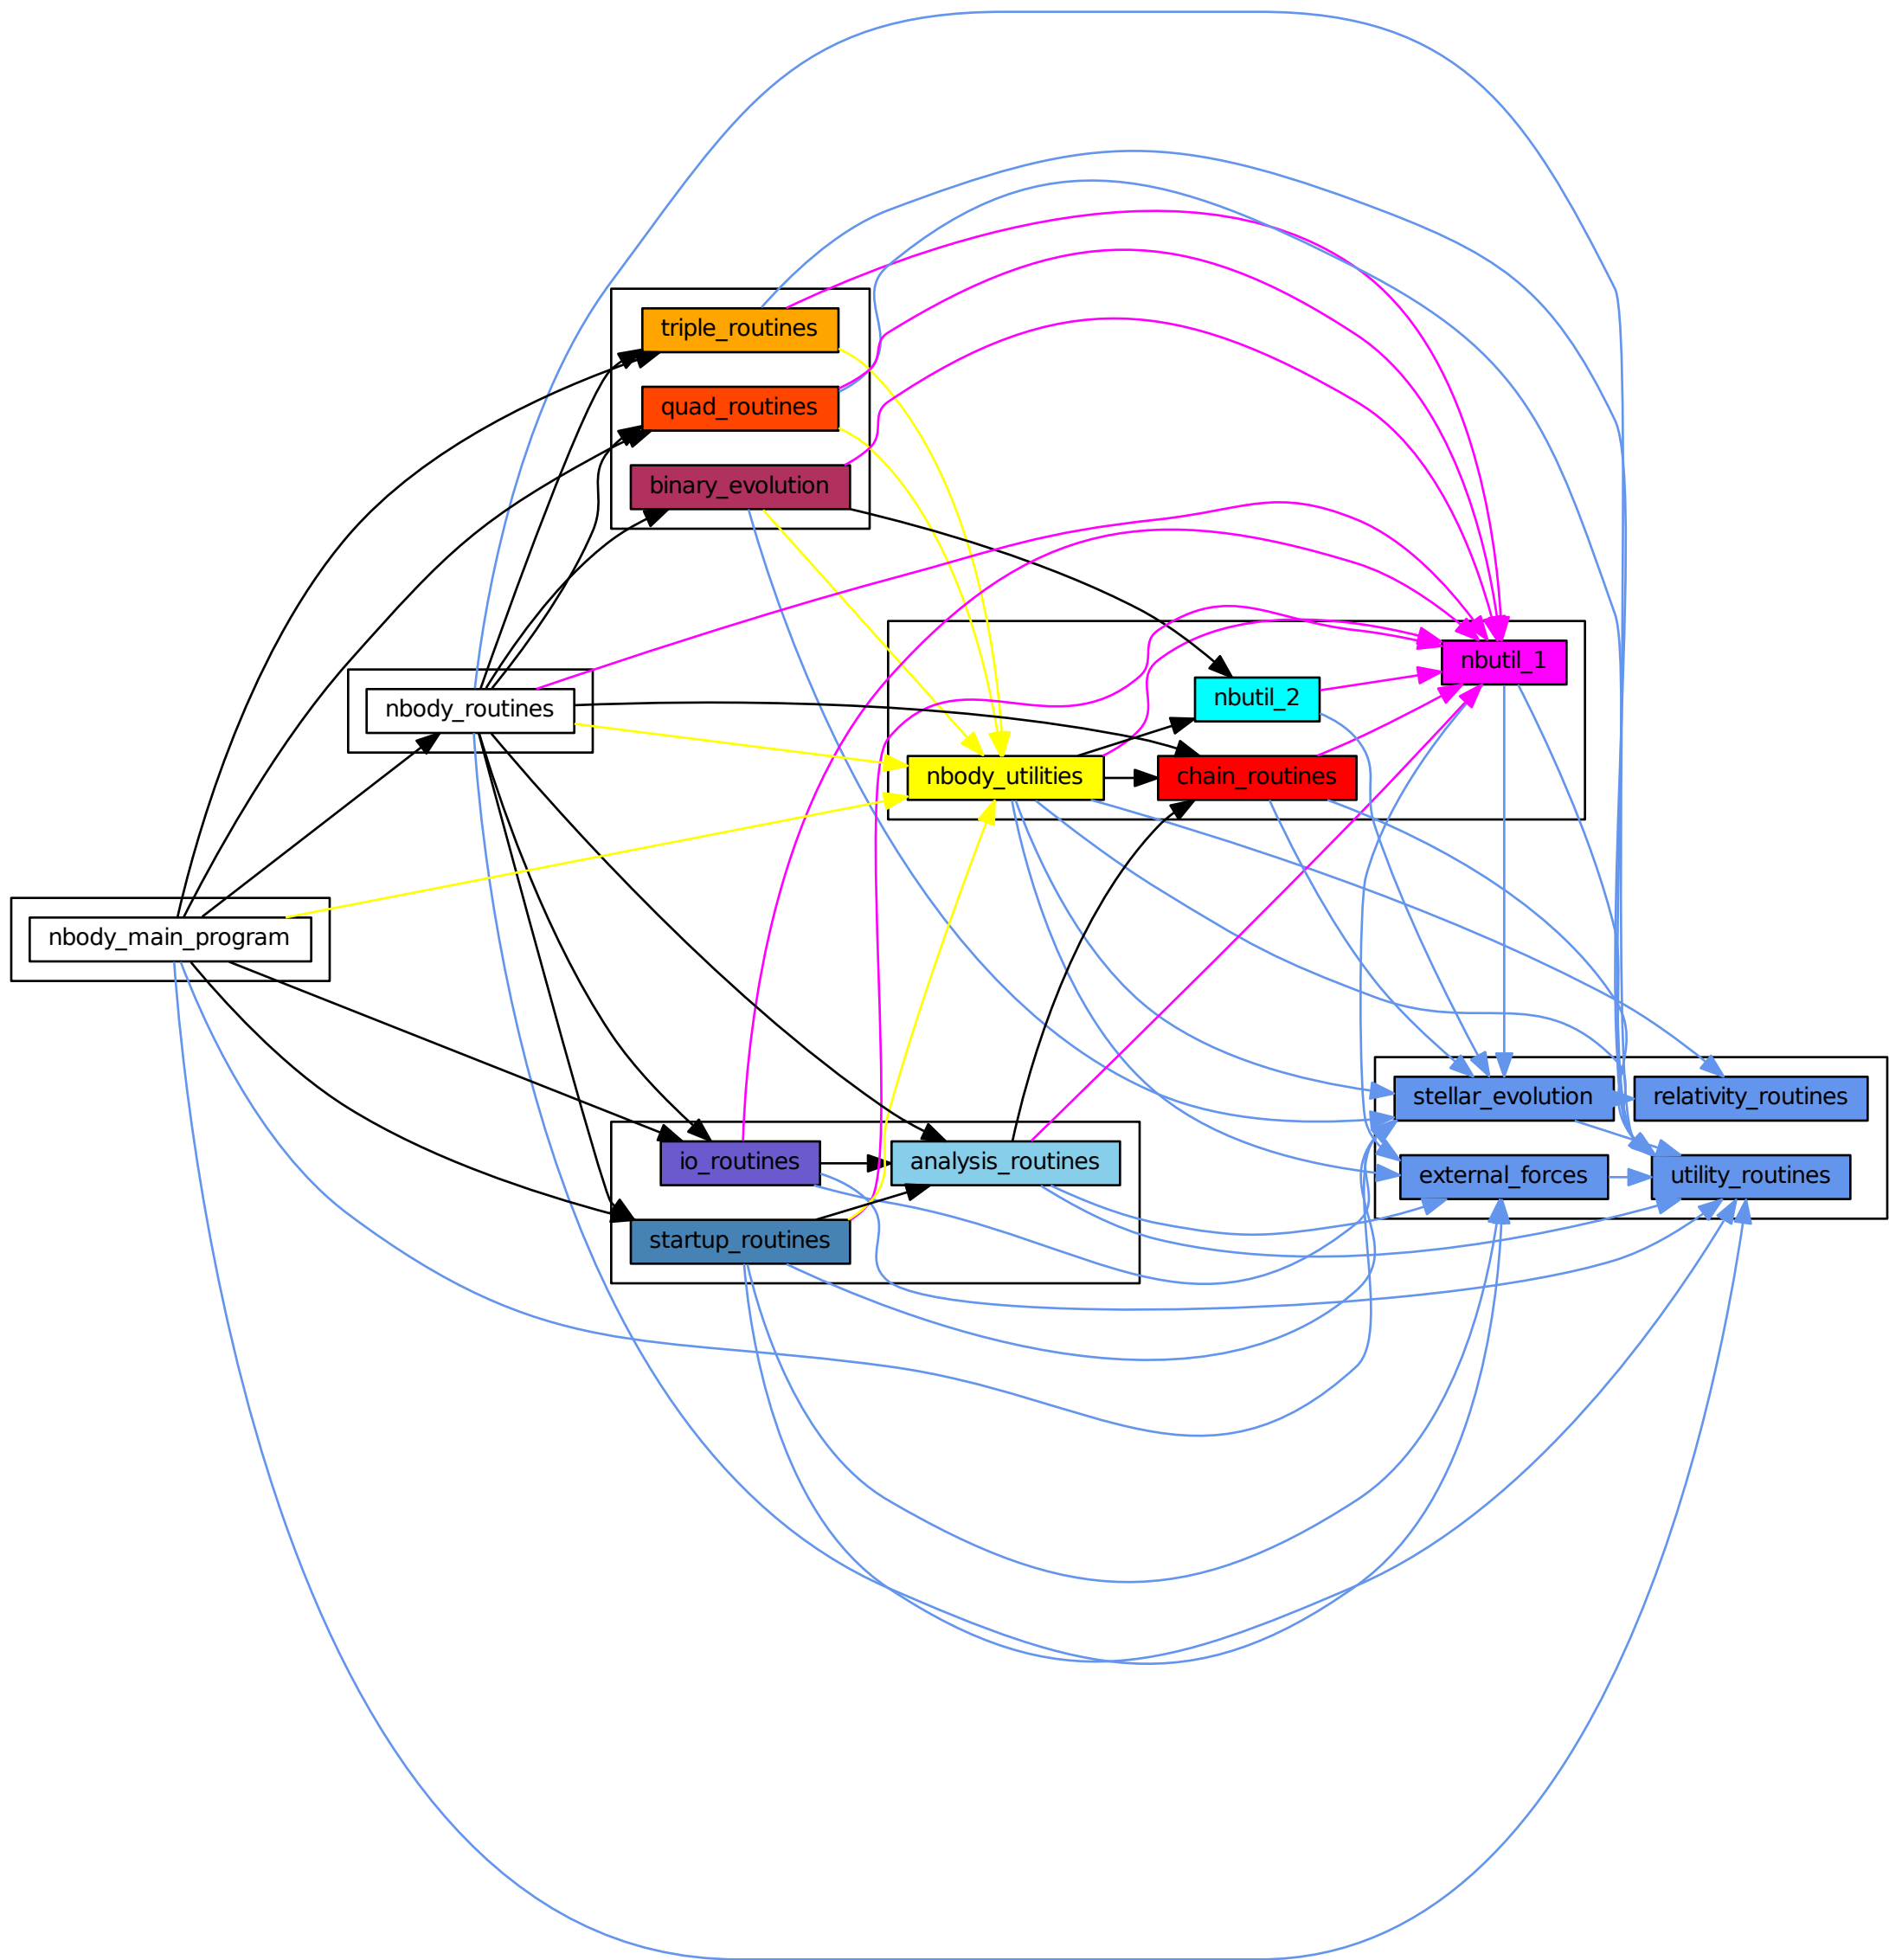 triple_routines
quad_routines
binary_evolution
nbutil_1
nbutil_2
nbody_routines
nbody_utilities
chain_routines
nbody_main_program
stellar_evolution
relativity_routines
io_routines
analysis_routines
external_forces
utility_routines
startup_routines